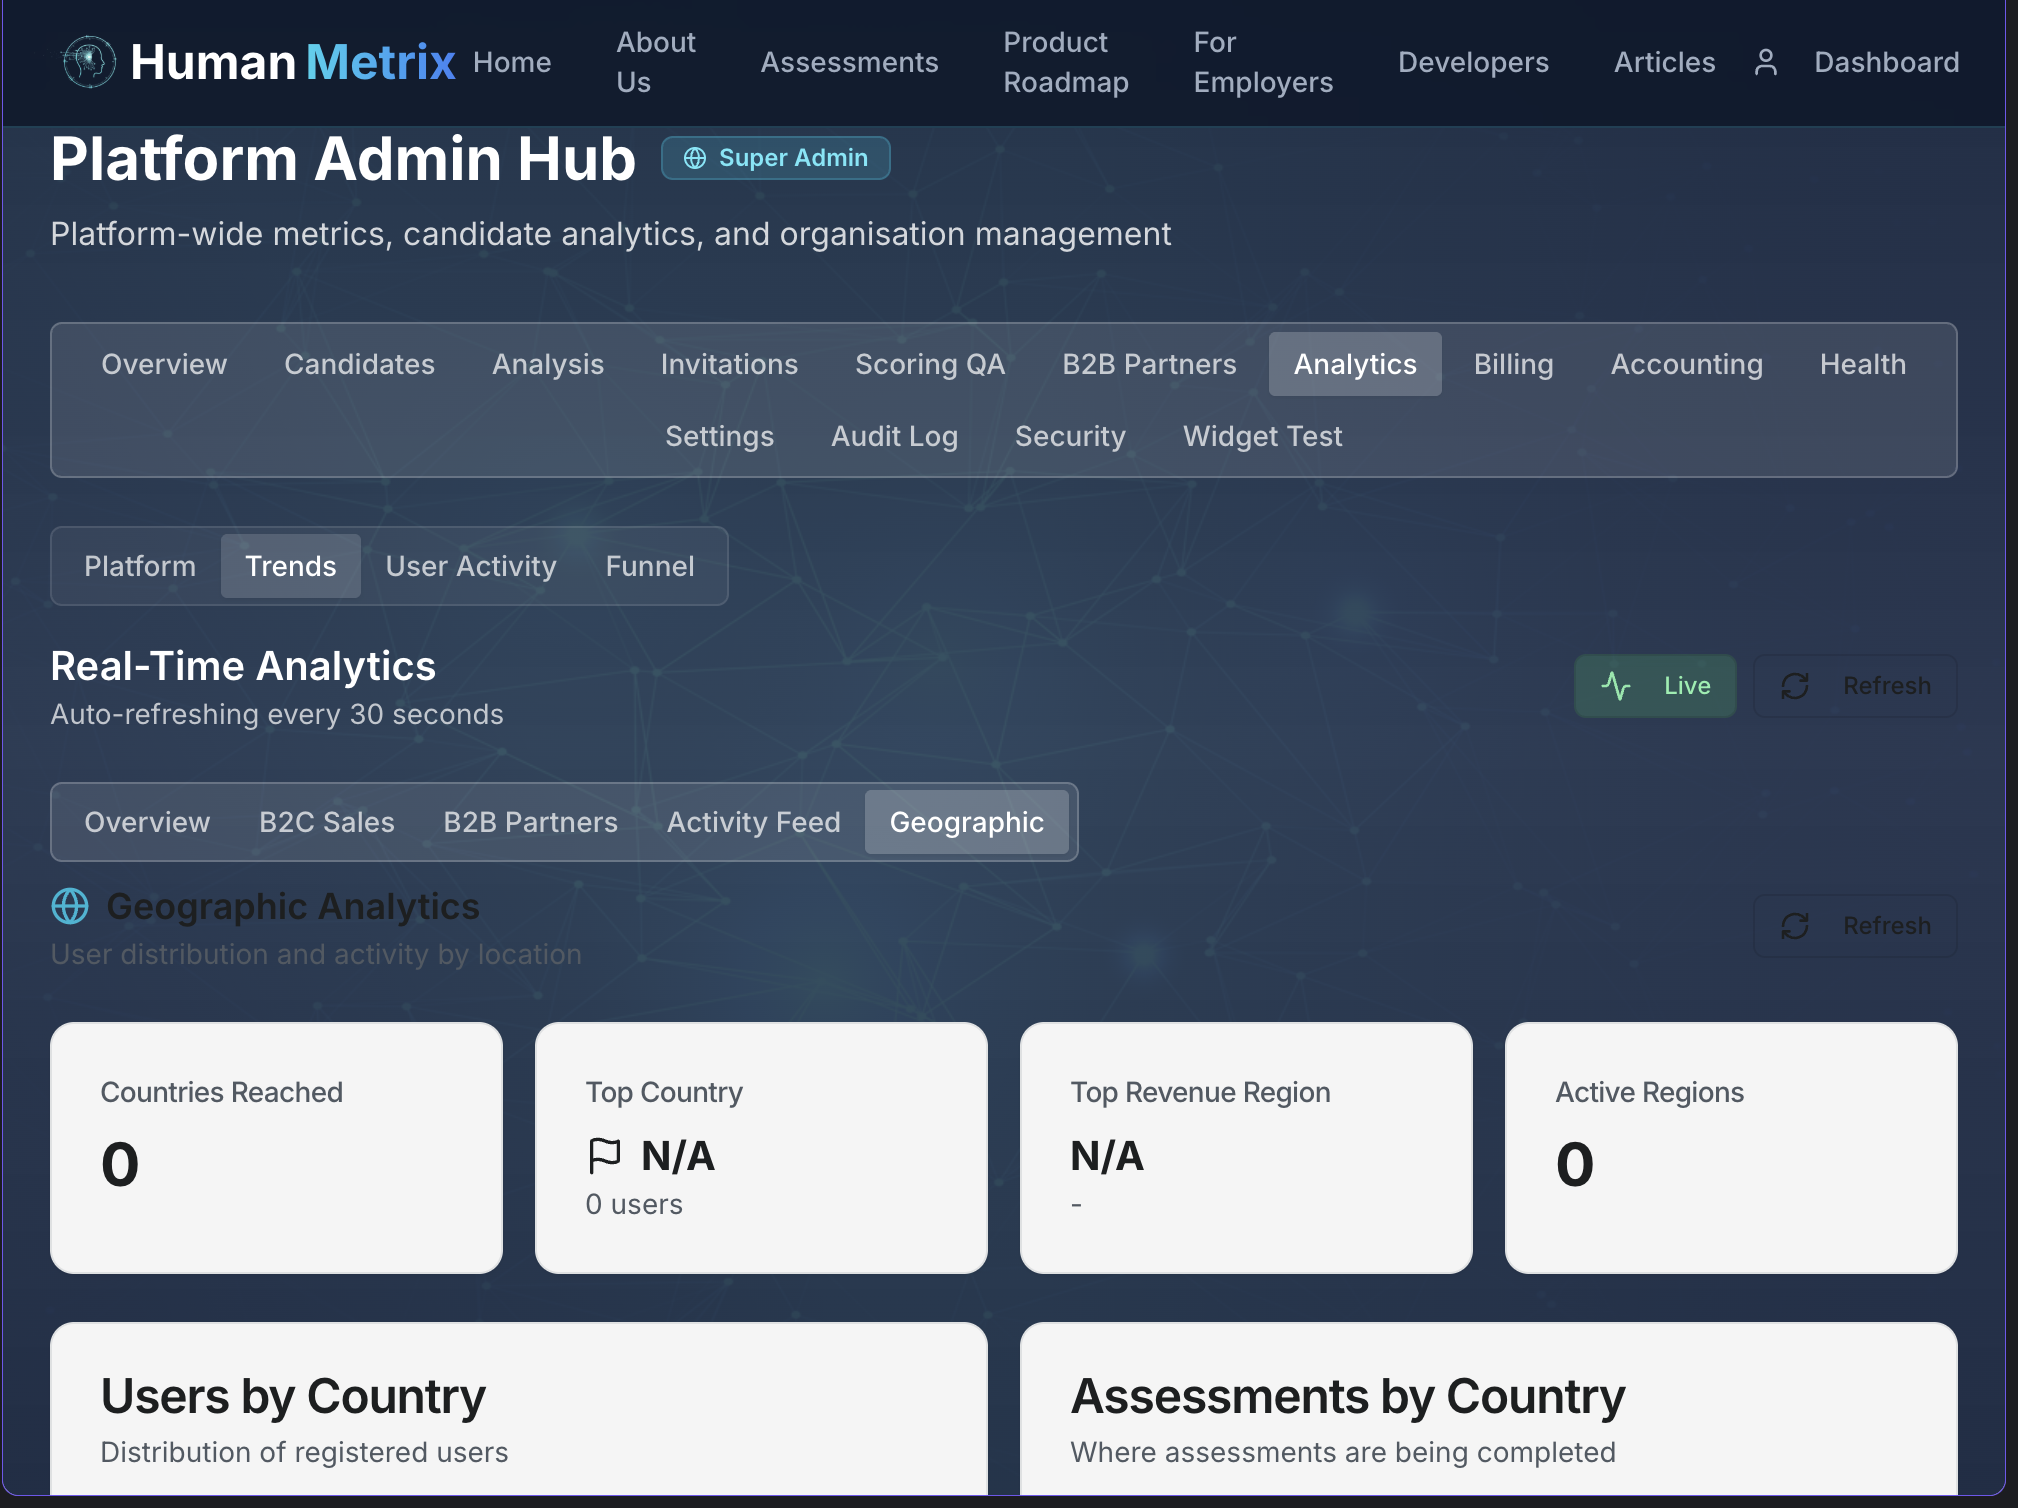 Human Metrix
Home
About
Us
Assessments
Product
Roadmap
For
Employers
Developers
Articles
Dashboard
Platform Admin Hub
Super Admin
Platform-wide metrics, candidate analytics, and organisation management
Overview Candidates Analysis Invitations Scoring QA B2B Partners Analytics Billing Accounting Health
Settings Audit Log Security Widget Test
Platform Trends User Activity Funnel
Real-Time Analytics
Auto-refreshing every 30 seconds
Live
Refresh
Overview B2C Sales B2B Partners Activity Feed Geographic
Geographic Analytics
User distribution and activity by location
Refresh
Countries Reached
0
Top Country
N/A
0 users
Top Revenue Region
N/A
-
Active Regions
0
Users by Country
Distribution of registered users
Assessments by Country
Where assessments are being completed